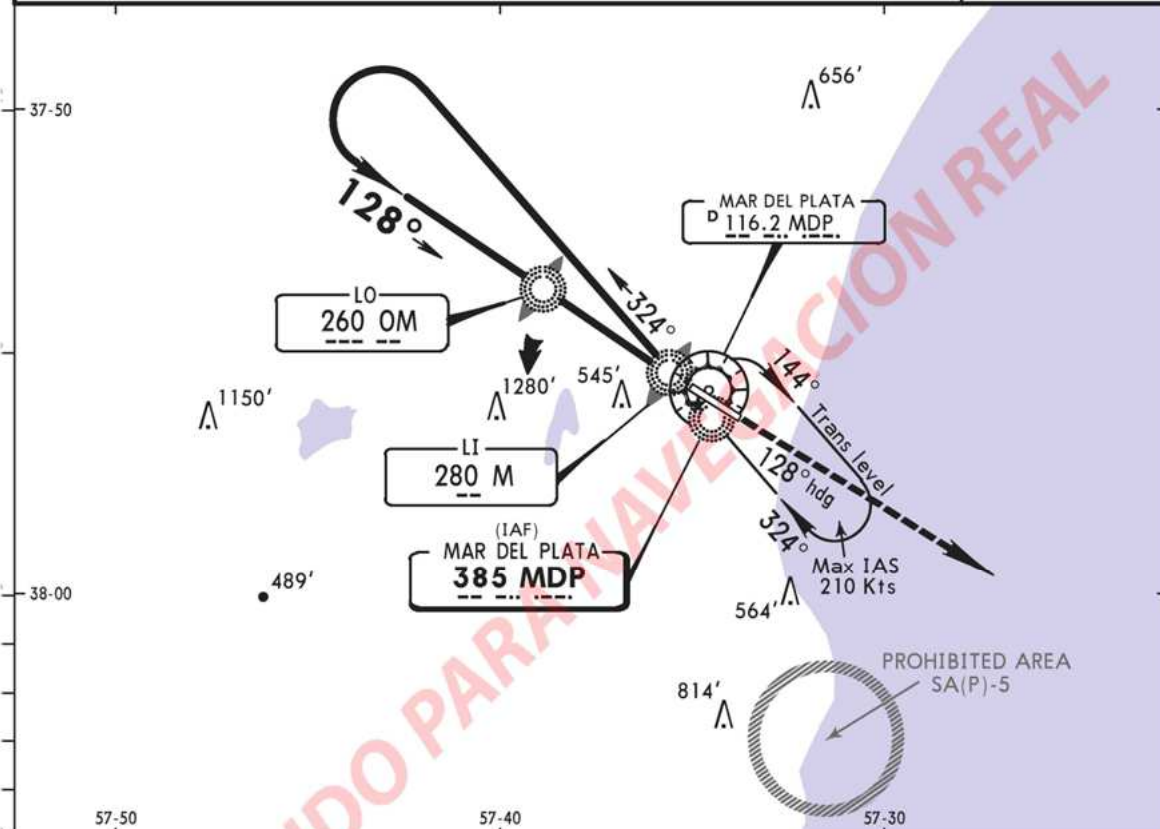 37-50
656'
128°
MAR DEL PLATA
D 116.2 MDP
LO
260 OM
324°
144°
Trans level
545'
1280'
1150'
LI
280 M
128° hdg
324°
(IAF)
MAR DEL PLATA
385 MDP
Max IAS
210 Kts
489'
38-00
564'
PROHIBITED AREA
SA(P)-5
814'
57-50
57-40
57-30
NDO PARA NAVEGACION REAL